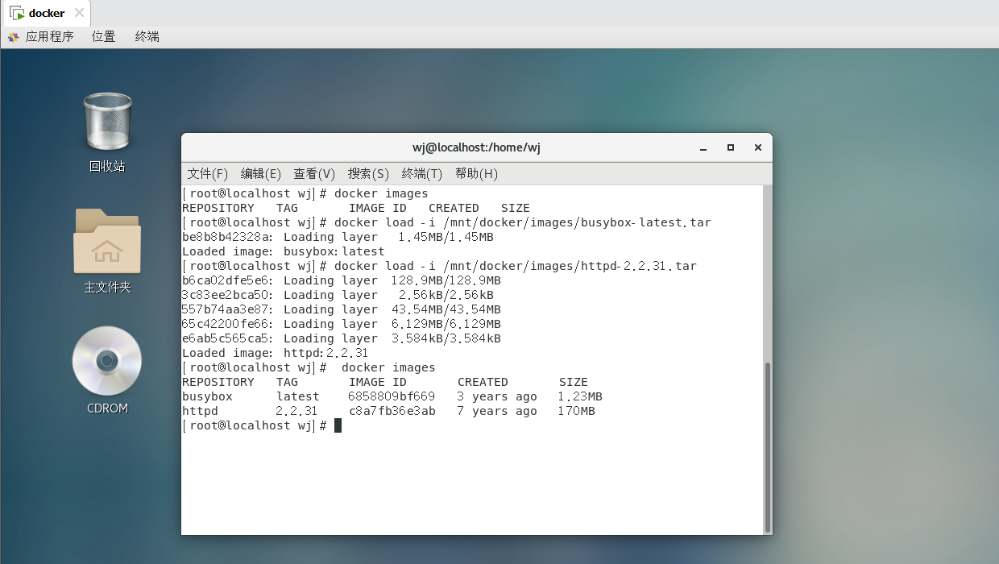 docker
应用程序 位置 终端
回收站
主文件夹
CDROM
wj@localhost:/home/wj
文件(F) 编辑(E) 查看(V) 搜索(S) 终端(T) 帮助(H)
[root@localhost wj]# docker images
REPOSITORY   TAG       IMAGE ID   CREATED   SIZE
[root@localhost wj]# docker load -i /mnt/docker/images/busybox-latest.tar
be8b8b42328a: Loading layer   1.45MB/1.45MB
Loaded image: busybox:latest
[root@localhost wj]# docker load -i /mnt/docker/images/httpd-2.2.31.tar
b6ca02dfe5e6: Loading layer  128.9MB/128.9MB
3c83ee2bca50: Loading layer   2.56kB/2.56kB
557b74aa3e87: Loading layer  43.54MB/43.54MB
65c42200fe66: Loading layer  6.129MB/6.129MB
e6ab5c565ca5: Loading layer  3.584kB/3.584kB
Loaded image: httpd:2.2.31
[root@localhost wj]#  docker images
REPOSITORY   TAG       IMAGE ID       CREATED       SIZE
busybox      latest    6858809bf669   3 years ago   1.23MB
httpd        2.2.31    c8a7fb36e3ab   7 years ago   170MB
[root@localhost wj]#